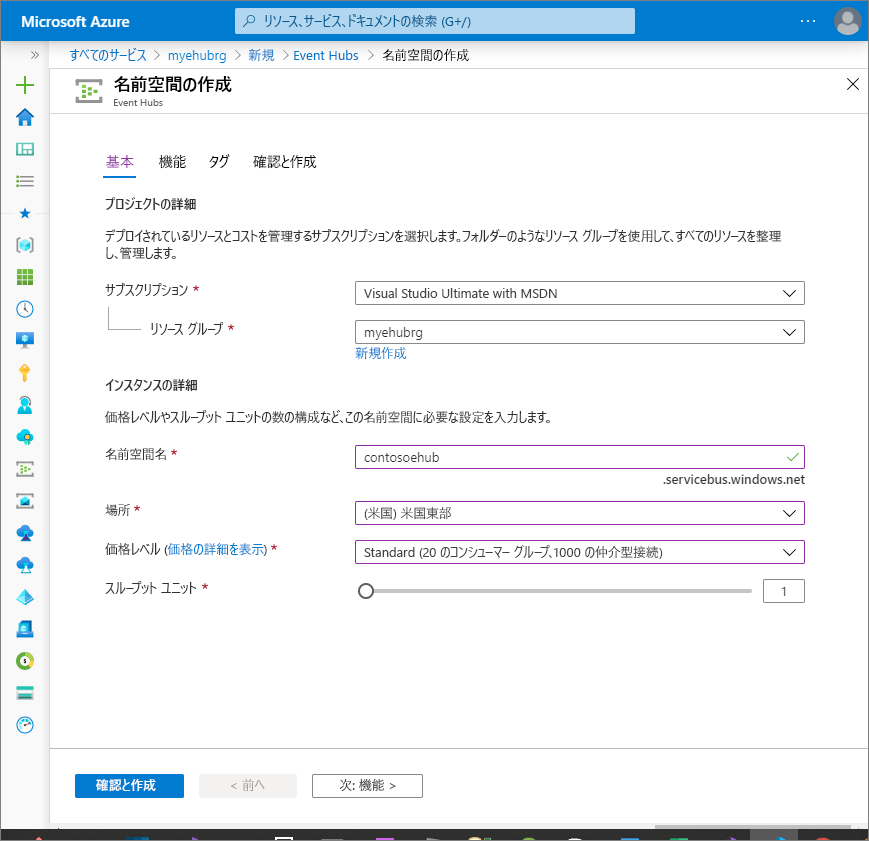 Microsoft Azure
リソース、サービス、ドキュメントの検索 (G+/)
すべてのサービス > myehubrg > 新規 > Event Hubs > 名前空間の作成
名前空間の作成
Event Hubs
基本 機能 タグ 確認と作成
プロジェクトの詳細
デプロイされているリソースとコストを管理するサブスクリプションを選択します。フォルダーのようなリソース グループを使用して、すべてのリソースを整理
し、管理します。
サブスクリプション *
Visual Studio Ultimate with MSDN
リソース グループ *
myehubrg
新規作成
インスタンスの詳細
価格レベルやスループット ユニットの数の構成など、この名前空間に必要な設定を入力します。
名前空間名 *
contosoehub
.servicebus.windows.net
場所 *
(米国) 米国東部
価格レベル (価格の詳細を表示) *
Standard (20 のコンシューマー グループ、1000 の仲介型接続)
スループット ユニット *
1
確認と作成
< 前へ
次: 機能 >